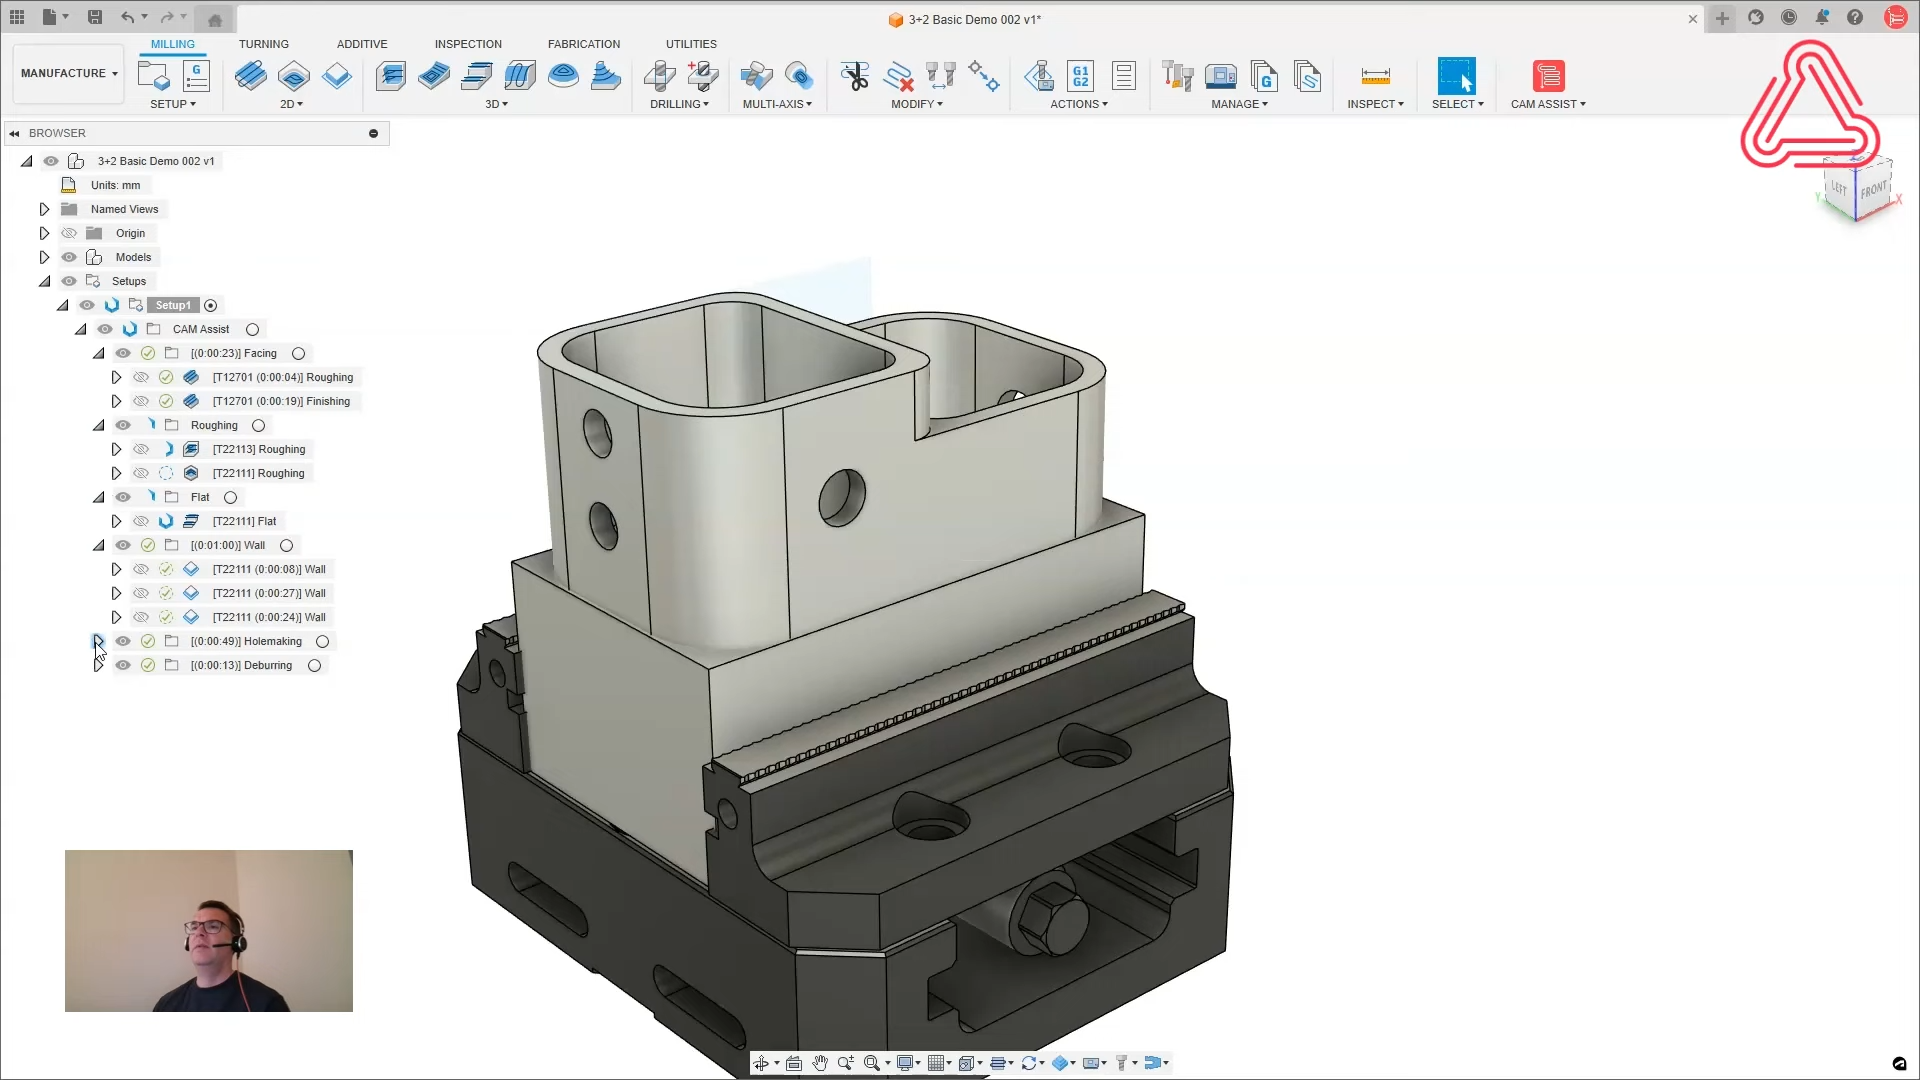 3+2 Basic Demo 002 v1*
MILLING TURNING ADDITIVE INSPECTION FABRICATION UTILITIES
MANUFACTURE
G G1 G2 G
SETUP 2D 3D DRILLING MULTI-AXIS MODIFY ACTIONS MANAGE INSPECT SELECT CAM ASSIST
BROWSER
3+2 Basic Demo 002 v1
Units: mm
Named Views
Origin
Models
Setups
Setup1
CAM Assist
[(0:00:23)] Facing
[T12701 (0:00:04)] Roughing
[T12701 (0:00:19)] Finishing
Roughing
[T22113] Roughing
[T22111] Roughing
Flat
[T22111] Flat
[(0:01:00)] Wall
[T22111 (0:00:08)] Wall
[T22111 (0:00:27)] Wall
[T22111 (0:00:24)] Wall
[(0:00:49)] Holemaking
[(0:00:13)] Deburring
LEFT FRONT
Y X